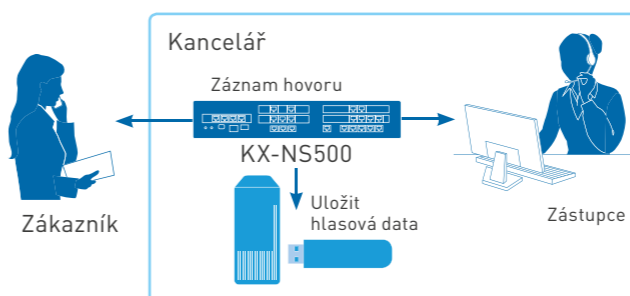 Kancelář
Záznam hovoru
KX-NS500
Zákazník
Uložit
hlasová data
Zástupce